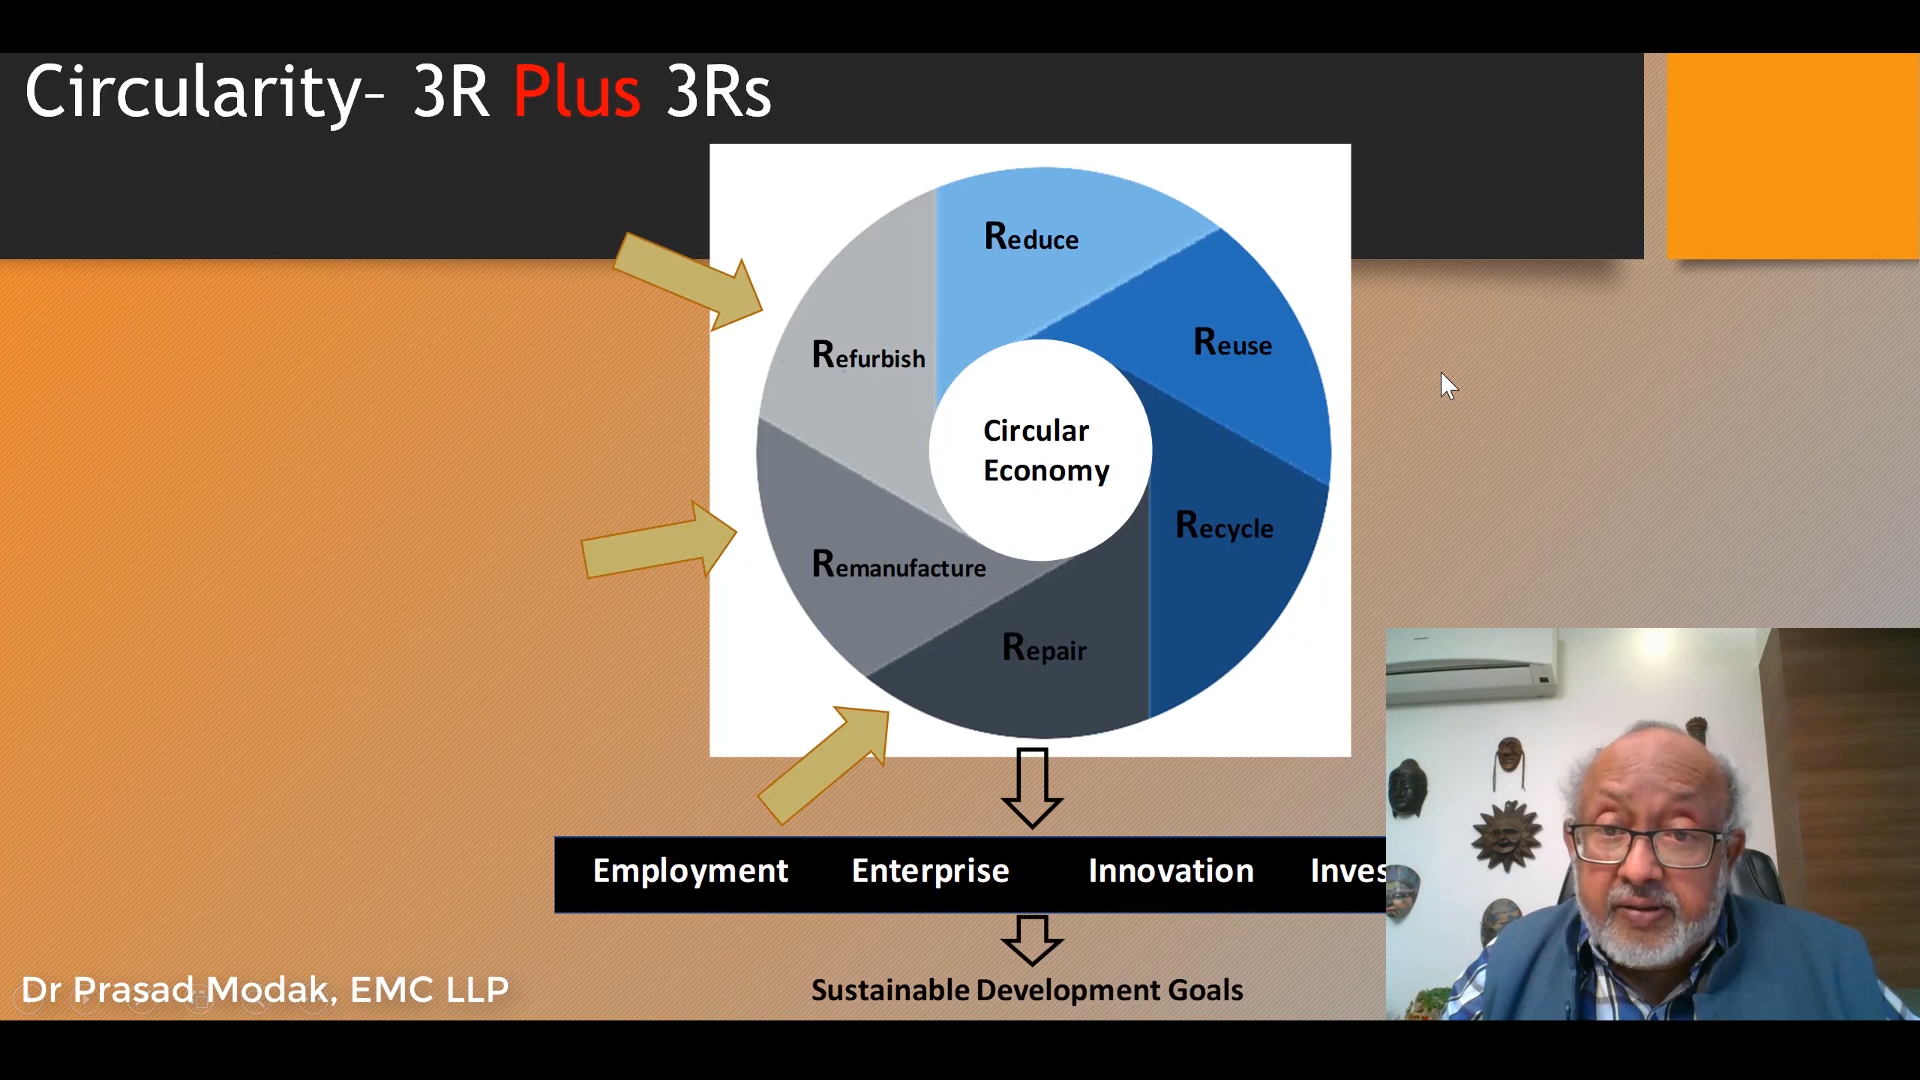 Circularity– 3R Plus 3Rs
Reduce
Reuse
Refurbish
Circular
Economy
Recycle
Remanufacture
Repair
Employment Enterprise Innovation
Sustainable Development Goals
Dr Prasad Modak, EMC LLP